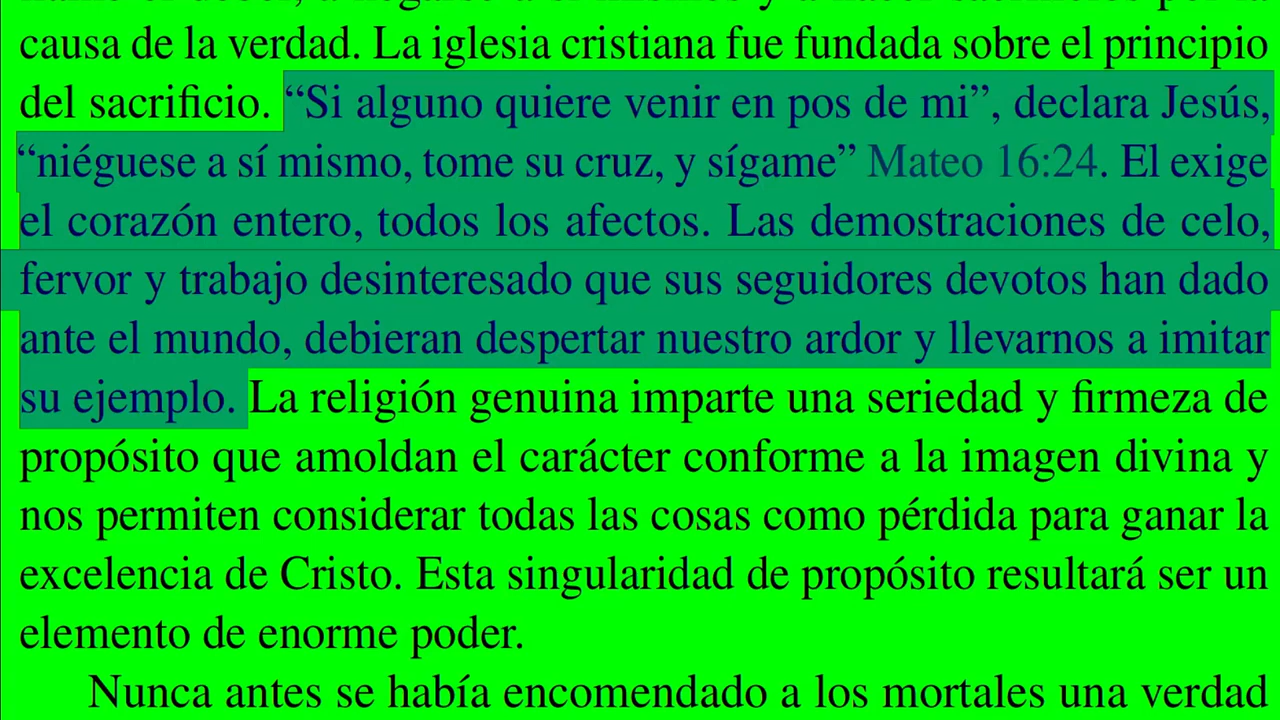 causa de la verdad. La iglesia cristiana fue fundada sobre el principio
del sacrificio. “Si alguno quiere venir en pos de mi”, declara Jesús,
“niéguese a sí mismo, tome su cruz, y sígame” Mateo 16:24. El exige
el corazón entero, todos los afectos. Las demostraciones de celo,
fervor y trabajo desinteresado que sus seguidores devotos han dado
ante el mundo, debieran despertar nuestro ardor y llevarnos a imitar
su ejemplo. La religión genuina imparte una seriedad y firmeza de
propósito que amoldan el carácter conforme a la imagen divina y
nos permiten considerar todas las cosas como pérdida para ganar la
excelencia de Cristo. Esta singularidad de propósito resultará ser un
elemento de enorme poder.
Nunca antes se había encomendado a los mortales una verdad